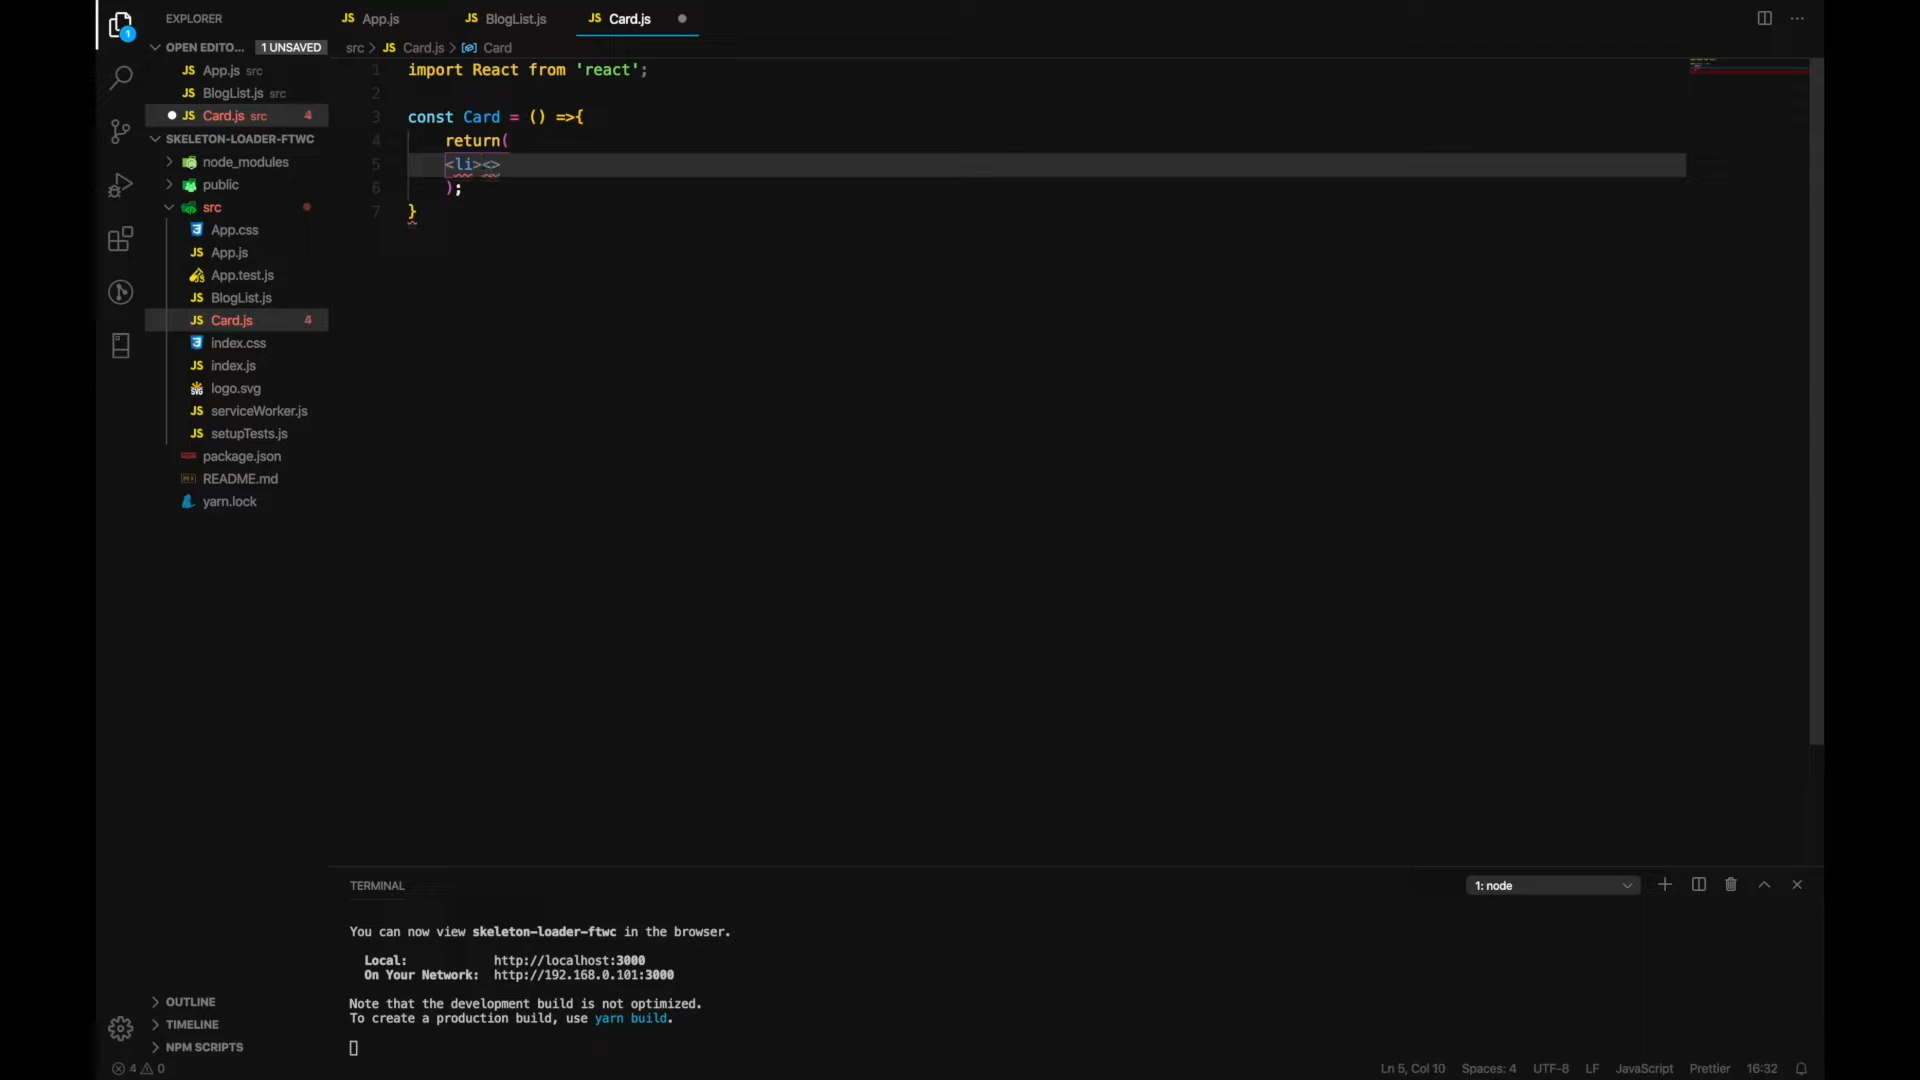 EXPLORER
OPEN EDITO... 1 UNSAVED
JS App.js src
JS BlogList.js src
JS Card.js src 4
SKELETON-LOADER-FTWC
node_modules
public
src
App.css
JS App.js
App.test.js
JS BlogList.js
JS Card.js 4
index.css
JS index.js
logo.svg
JS serviceWorker.js
JS setupTests.js
package.json
README.md
yarn.lock
OUTLINE
TIMELINE
NPM SCRIPTS
1
JS App.js JS BlogList.js JS Card.js
src > JS Card.js > Card
1 import React from 'react';
2
3 const Card = () =>{
4 return(
5 <li><>
6 );
7 }
TERMINAL
1: node
You can now view skeleton-loader-ftwc in the browser.
Local: http://localhost:3000
On Your Network: http://192.168.0.101:3000
Note that the development build is not optimized.
To create a production build, use yarn build.
4 0
Ln 5, Col 10 Spaces: 4 UTF-8 LF JavaScript Prettier 16:32